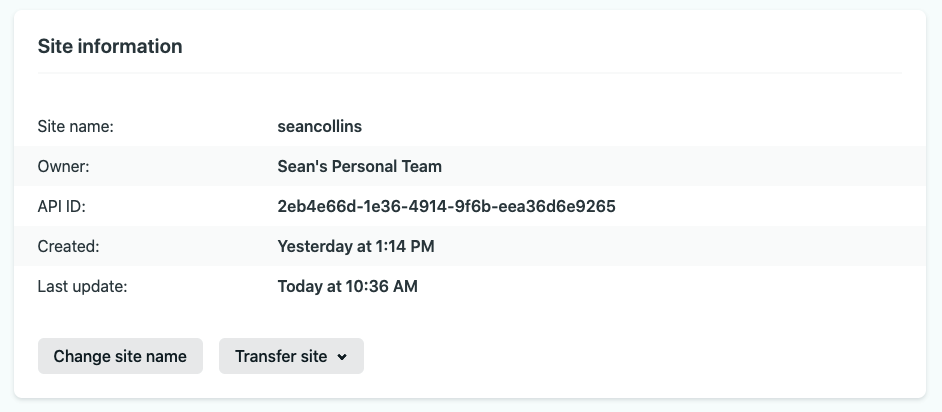 Site information
Site name: seancollins
Owner: Sean's Personal Team
API ID: 2eb4e66d-1e36-4914-9f6b-eea36d6e9265
Created: Yesterday at 1:14 PM
Last update: Today at 10:36 AM
Change site name Transfer site